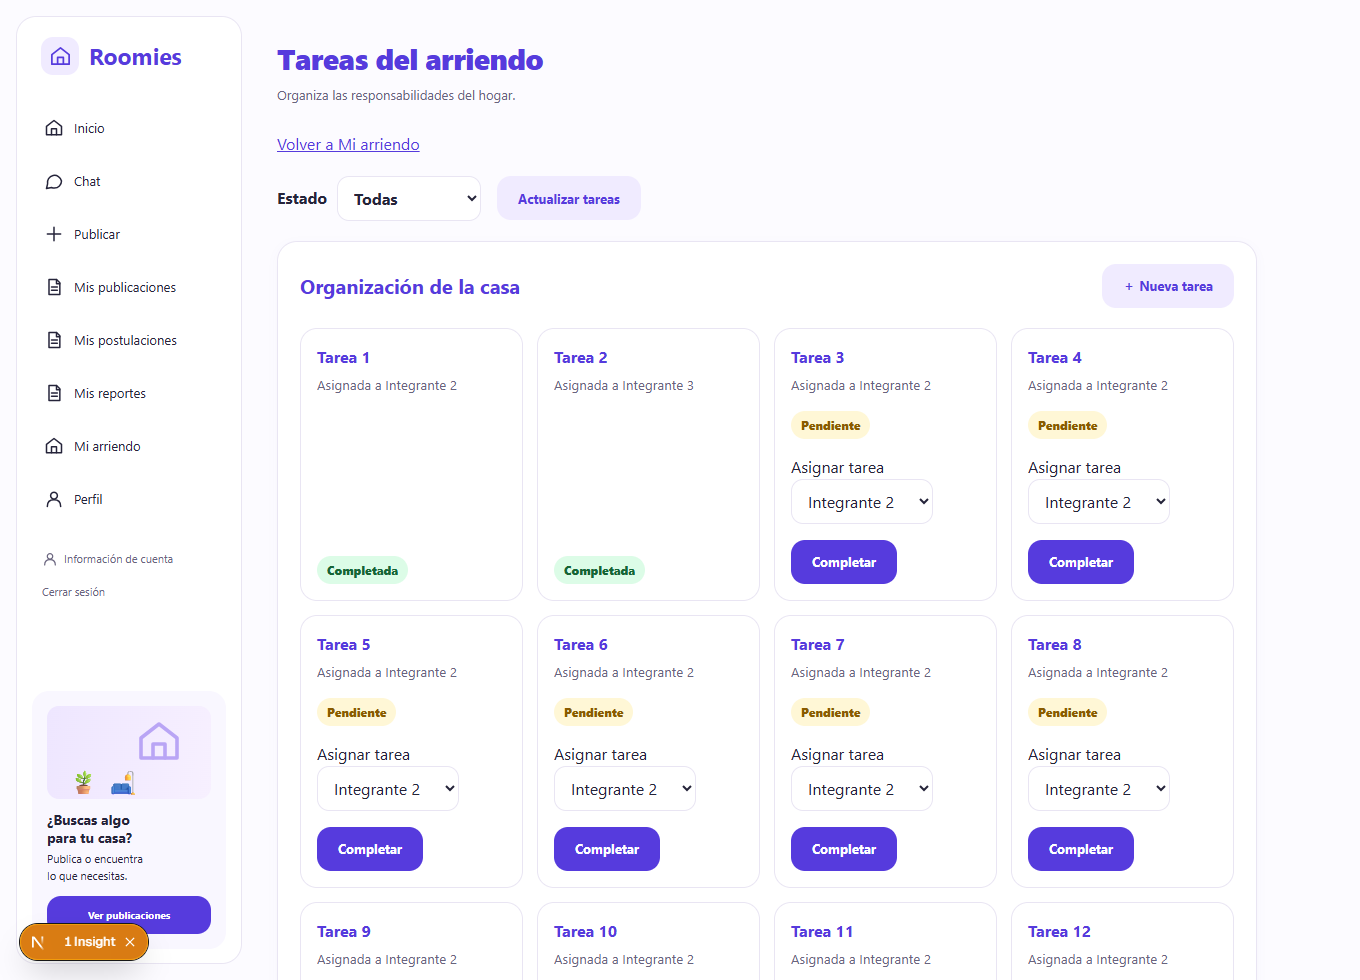 Roomies
Inicio
Chat
Publicar
Mis publicaciones
Mis postulaciones
Mis reportes
Mi arriendo
Perfil
Información de cuenta
Cerrar sesión
¿Buscas algo
para tu casa?
Publica o encuentra
lo que necesitas.
Ver publicaciones
1 Insight
Tareas del arriendo
Organiza las responsabilidades del hogar.
Volver a Mi arriendo
Estado Todas Actualizar tareas
Organización de la casa
+ Nueva tarea
Tarea 1
Asignada a Integrante 2
Completada
Tarea 2
Asignada a Integrante 3
Completada
Tarea 3
Asignada a Integrante 2
Pendiente
Asignar tarea
Integrante 2
Completar
Tarea 4
Asignada a Integrante 2
Pendiente
Asignar tarea
Integrante 2
Completar
Tarea 5
Asignada a Integrante 2
Pendiente
Asignar tarea
Integrante 2
Completar
Tarea 6
Asignada a Integrante 2
Pendiente
Asignar tarea
Integrante 2
Completar
Tarea 7
Asignada a Integrante 2
Pendiente
Asignar tarea
Integrante 2
Completar
Tarea 8
Asignada a Integrante 2
Pendiente
Asignar tarea
Integrante 2
Completar
Tarea 9
Asignada a Integrante 2
Tarea 10
Asignada a Integrante 2
Tarea 11
Asignada a Integrante 2
Tarea 12
Asignada a Integrante 2